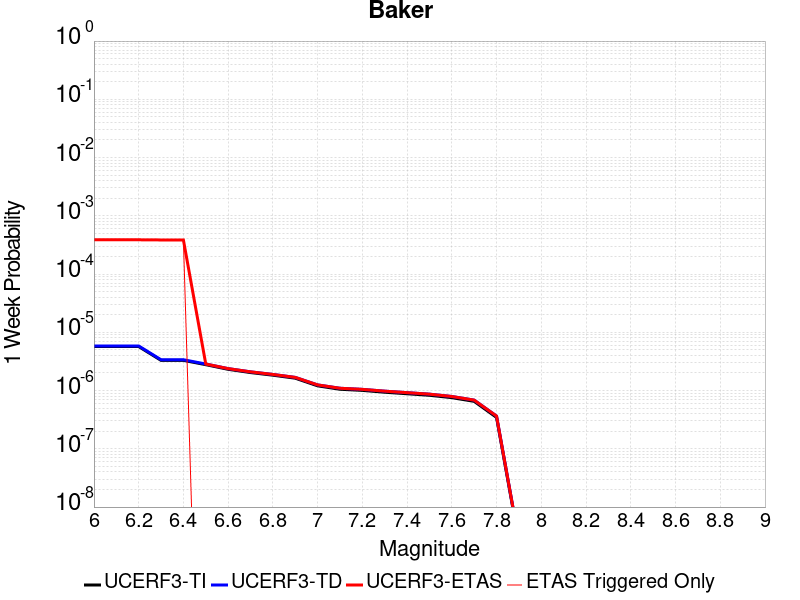 Baker
10^0
10^-1
10^-2
10^-3
10^-4
10^-5
10^-6
10^-7
10^-8
1 Week Probability
6 6.2 6.4 6.6 6.8 7 7.2 7.4 7.6 7.8 8 8.2 8.4 8.6 8.8 9
Magnitude
UCERF3-TI UCERF3-TD UCERF3-ETAS ETAS Triggered Only